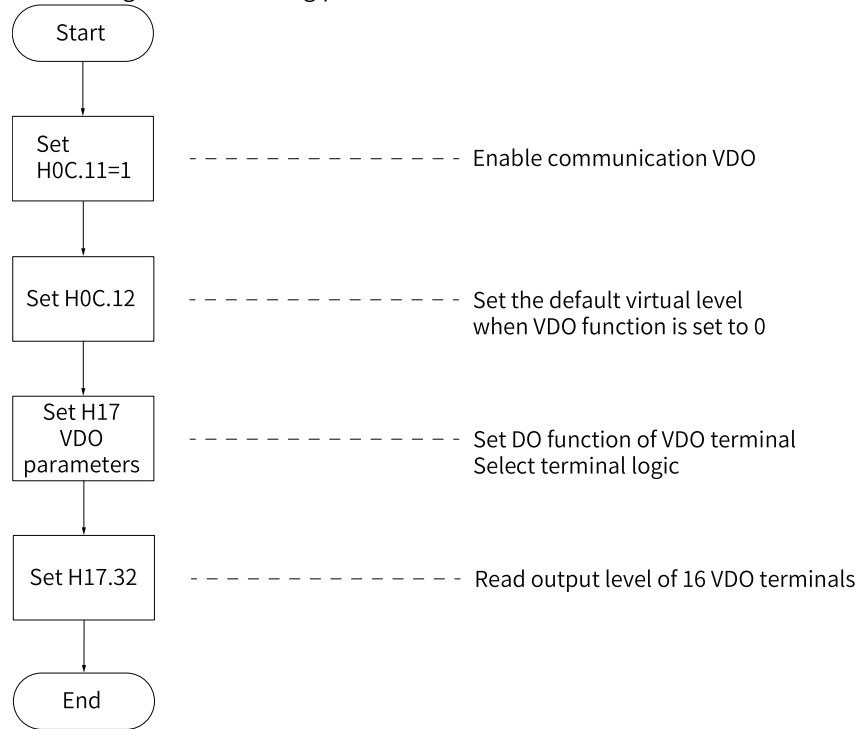 Start
Set
H0C.11=1
Enable communication VDO
Set H0C.12
Set the default virtual level
when VDO function is set to 0
Set H17
VDO
parameters
Set DO function of VDO terminal
Select terminal logic
Set H17.32
Read output level of 16 VDO terminals
End